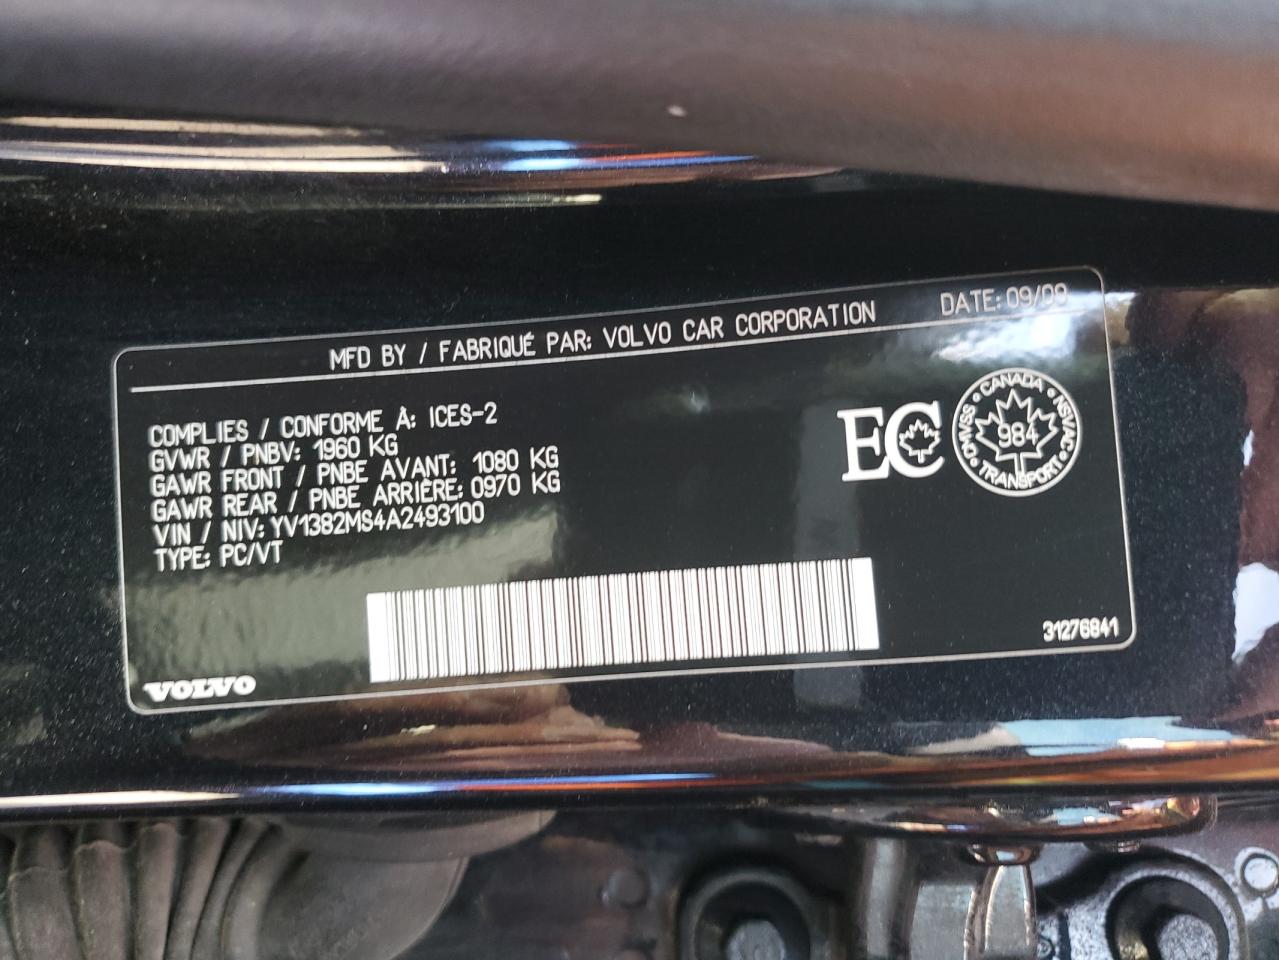 MFD BY / FABRIQUÉ PAR: VOLVO CAR CORPORATION DATE: 09/09
COMPLIES / CONFORME À: ICES-2
GVWR / PNBV: 1960 KG
GAWR FRONT / PNBE AVANT: 1080 KG
GAWR REAR / PNBE ARRIÈRE: 0970 KG
VIN / NIV: YV1382MS4A2493100
TYPE: PC/VT
EC
CANADA
CMVSS
984
NSVAC
TRANSPORT
31276841
VOLVO